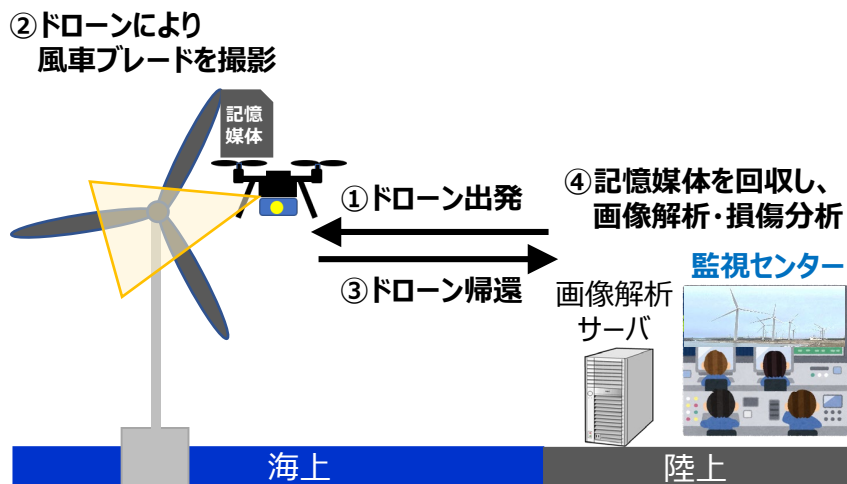 ②ドローンにより
風車ブレードを撮影
記憶
媒体
①ドローン出発
③ドローン帰還
④記憶媒体を回収し、
画像解析・損傷分析
監視センター
画像解析
サーバ
海上
陸上